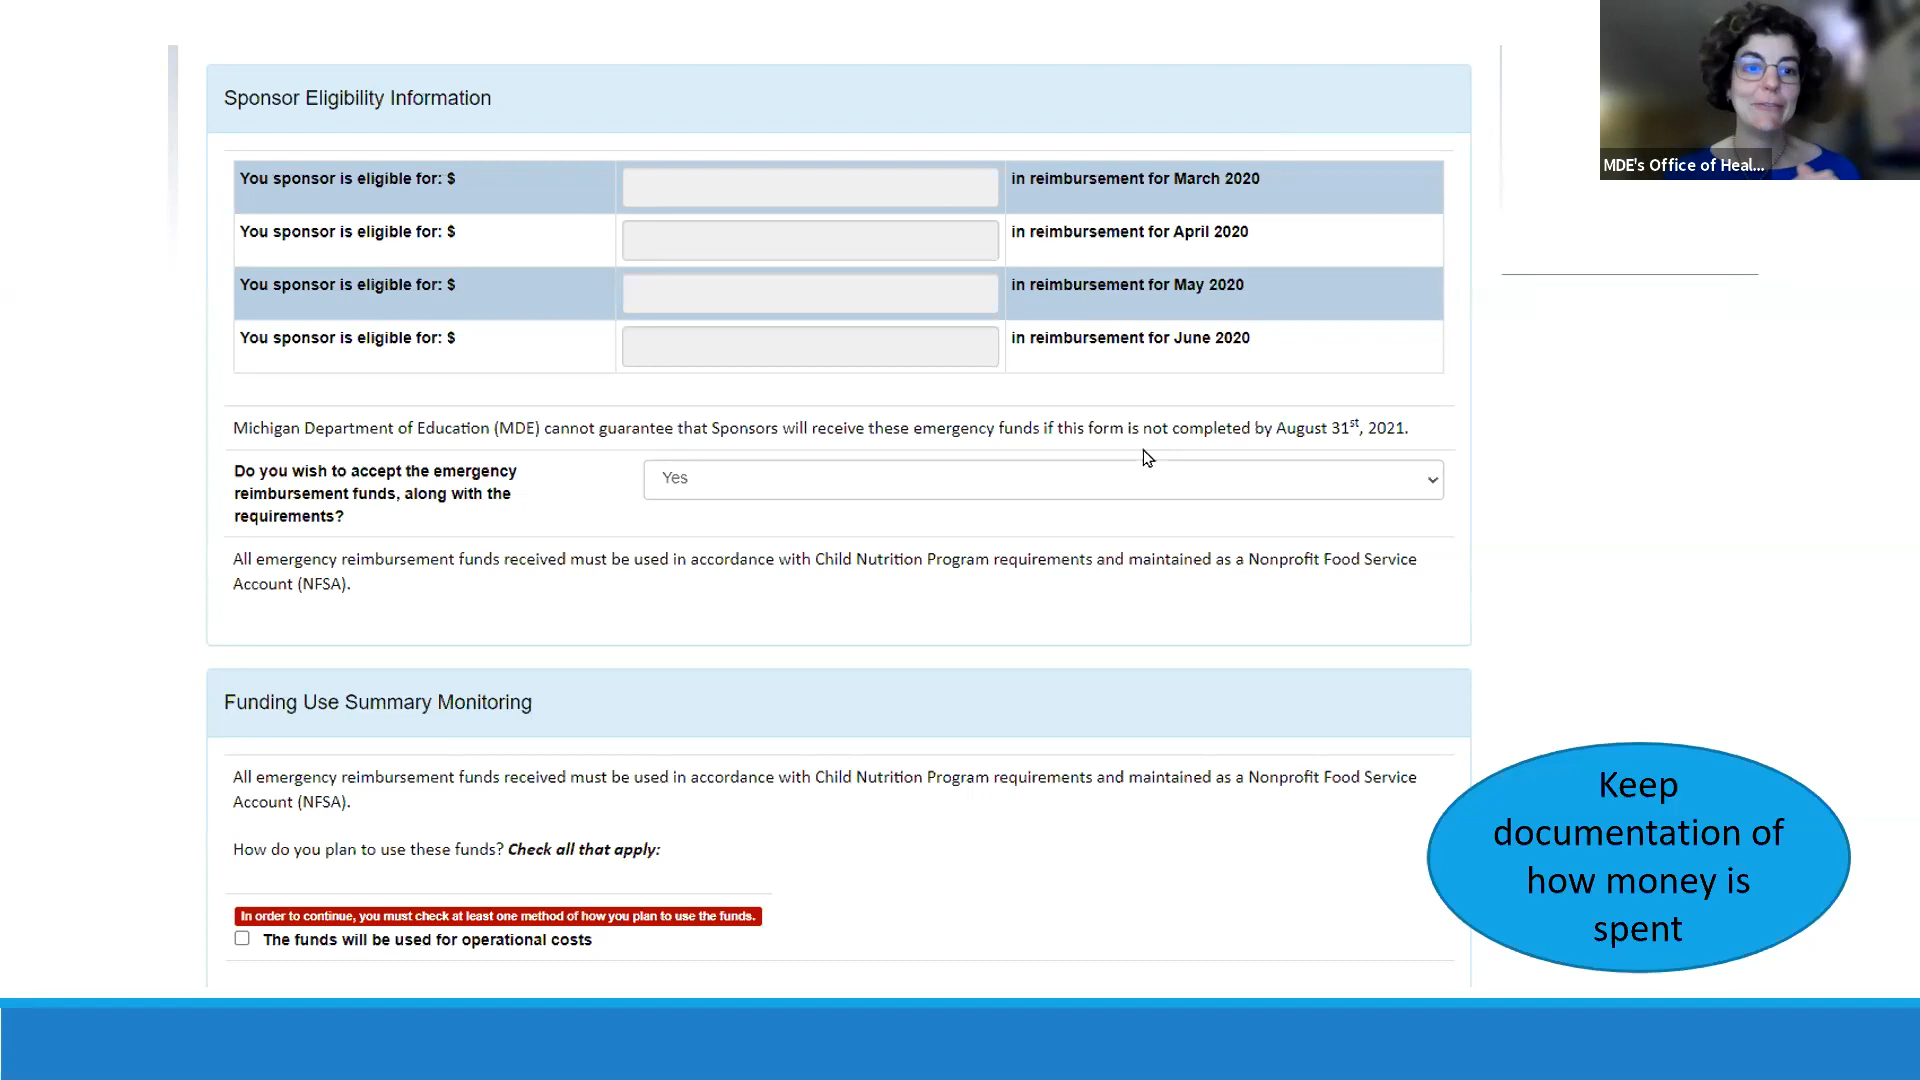 Sponsor Eligibility Information
You sponsor is eligible for: $ in reimbursement for March 2020
You sponsor is eligible for: $ in reimbursement for April 2020
You sponsor is eligible for: $ in reimbursement for May 2020
You sponsor is eligible for: $ in reimbursement for June 2020
Michigan Department of Education (MDE) cannot guarantee that Sponsors will receive these emergency funds if this form is not completed by August 31st, 2021.
Do you wish to accept the emergency
reimbursement funds, along with the
requirements?
Yes
All emergency reimbursement funds received must be used in accordance with Child Nutrition Program requirements and maintained as a Nonprofit Food Service
Account (NFSA).
Funding Use Summary Monitoring
All emergency reimbursement funds received must be used in accordance with Child Nutrition Program requirements and maintained as a Nonprofit Food Service
Account (NFSA).
How do you plan to use these funds? Check all that apply:
In order to continue, you must check at least one method of how you plan to use the funds.
The funds will be used for operational costs
Keep
documentation of
how money is
spent
MDE's Office of Heal...